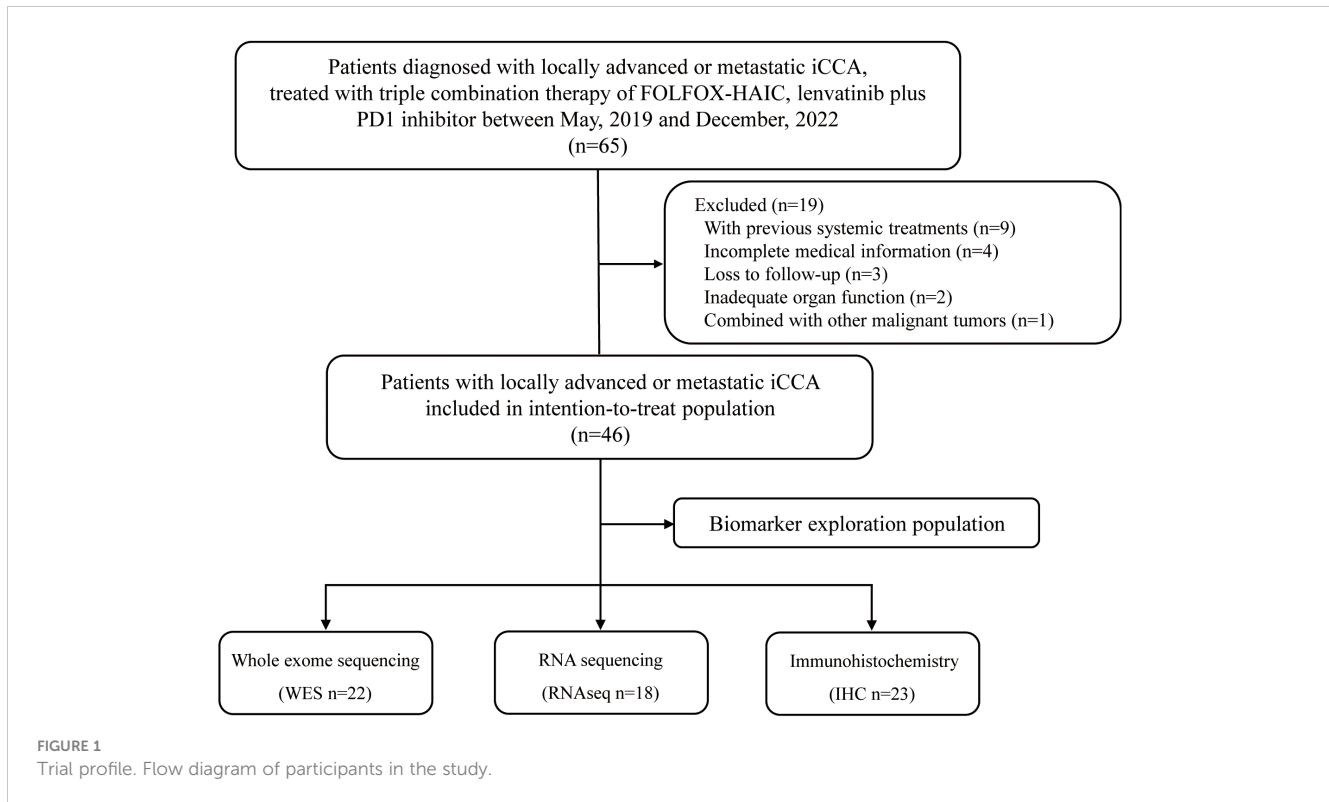 Patients diagnosed with locally advanced or metastatic iCCA,
treated with triple combination therapy of FOLFOX-HAIC, lenvatinib plus
PD1 inhibitor between May, 2019 and December, 2022
(n=65)
Excluded (n=19)
With previous systemic treatments (n=9)
Incomplete medical information (n=4)
Loss to follow-up (n=3)
Inadequate organ function (n=2)
Combined with other malignant tumors (n=1)
Patients with locally advanced or metastatic iCCA
included in intention-to-treat population
(n=46)
Biomarker exploration population
Whole exome sequencing
(WES n=22)
RNA sequencing
(RNAseq n=18)
Immunohistochemistry
(IHC n=23)
FIGURE 1
Trial profile. Flow diagram of participants in the study.